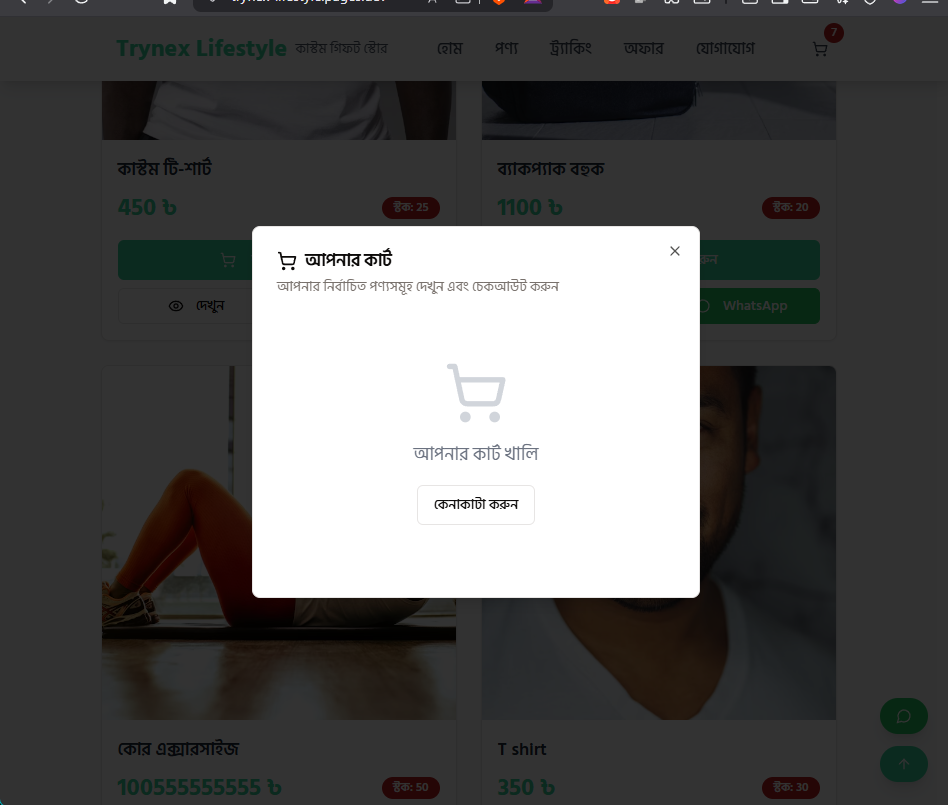 Trynex Lifestyle কাস্টম গিফট স্টোর হোম পণ্য ট্র্যাকিং অফার যোগাযোগ 7
কাস্টম টি-শার্ট
450 ৳ স্টক: 25
দেখুন
ব্যাকপ্যাক বহুক
1100 ৳ স্টক: 20
WhatsApp
আপনার কার্ট
আপনার নির্বাচিত পণ্যসমূহ দেখুন এবং চেকআউট করুন
আপনার কার্ট খালি
কেনাকাটা করুন
কোর এক্সারসাইজ
100555555555 ৳ স্টক: 50
T shirt
350 ৳ স্টক: 30